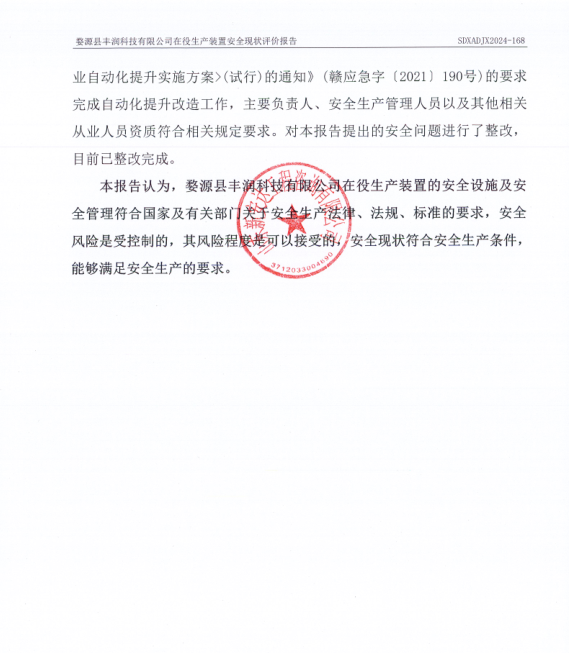 婺源县丰润科技有限公司在役生产装置安全现状评价报告 SDXADJX2024-168
业自动化提升实施方案>(试行)的通知》(赣应急字〔2021〕190号)的要求
完成自动化提升改造工作，主要负责人、安全生产管理人员以及其他相关
从业人员资质符合相关规定要求。对本报告提出的安全问题进行了整改，
目前已整改完成。
本报告认为，婺源县丰润科技有限公司在役生产装置的安全设施及安
全管理符合国家及有关部门关于安全生产法律、法规、标准的要求，安全
风险是受控制的，其风险程度是可以接受的，安全现状符合安全生产条件，
能够满足安全生产的要求。
3712033004690